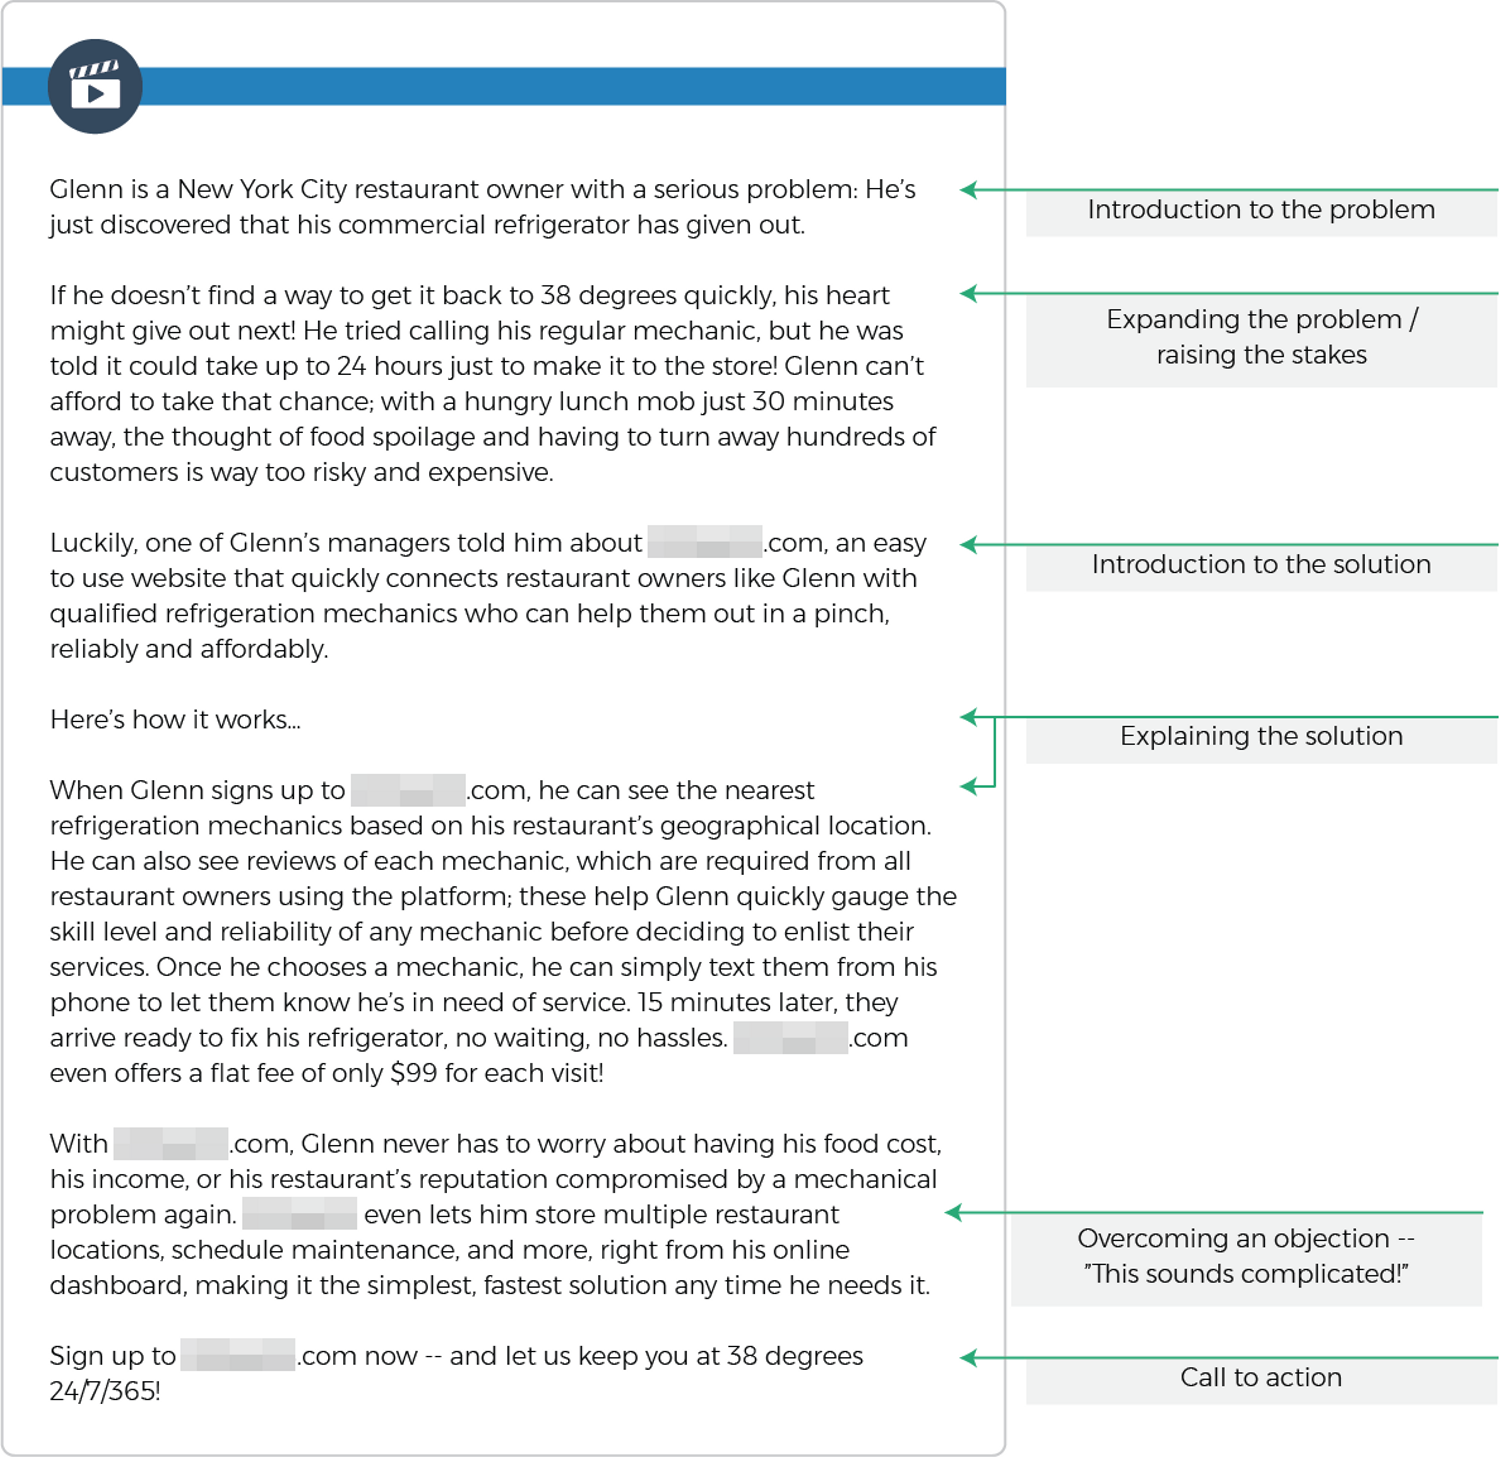 Glenn is a New York City restaurant owner with a serious problem: He’s
just discovered that his commercial refrigerator has given out.
Introduction to the problem
If he doesn’t find a way to get it back to 38 degrees quickly, his heart
might give out next! He tried calling his regular mechanic, but he was
told it could take up to 24 hours just to make it to the store! Glenn can’t
afford to take that chance; with a hungry lunch mob just 30 minutes
away, the thought of food spoilage and having to turn away hundreds of
customers is way too risky and expensive.
Expanding the problem /
raising the stakes
Luckily, one of Glenn’s managers told him about .com, an easy
to use website that quickly connects restaurant owners like Glenn with
qualified refrigeration mechanics who can help them out in a pinch,
reliably and affordably.
Introduction to the solution
Here’s how it works...
Explaining the solution
When Glenn signs up to .com, he can see the nearest
refrigeration mechanics based on his restaurant’s geographical location.
He can also see reviews of each mechanic, which are required from all
restaurant owners using the platform; these help Glenn quickly gauge the
skill level and reliability of any mechanic before deciding to enlist their
services. Once he chooses a mechanic, he can simply text them from his
phone to let them know he’s in need of service. 15 minutes later, they
arrive ready to fix his refrigerator, no waiting, no hassles. .com
even offers a flat fee of only $99 for each visit!
With .com, Glenn never has to worry about having his food cost,
his income, or his restaurant’s reputation compromised by a mechanical
problem again. even lets him store multiple restaurant
locations, schedule maintenance, and more, right from his online
dashboard, making it the simplest, fastest solution any time he needs it.
Overcoming an objection --
"This sounds complicated!"
Sign up to .com now -- and let us keep you at 38 degrees
24/7/365!
Call to action